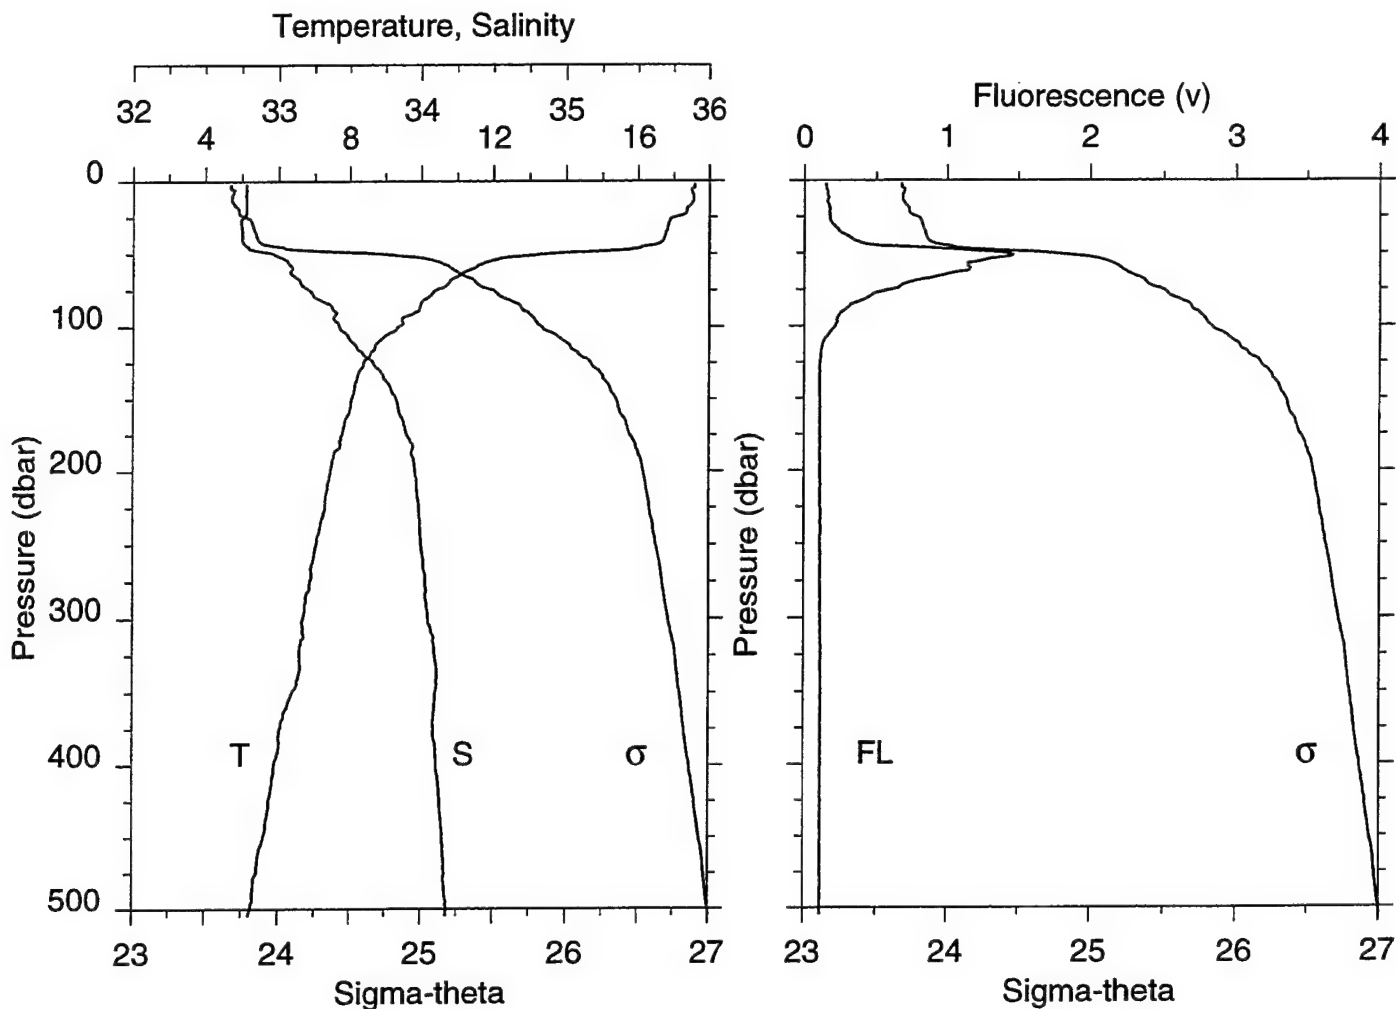 Temperature, Salinity
32 33 34 35 36
4 8 12 16
Fluorescence (v)
0 1 2 3 4
0
100
200
300
400
500
Pressure (dbar)
Pressure (dbar)
T S σ
FL σ
23 24 25 26 27
Sigma-theta
23 24 25 26 27
Sigma-theta